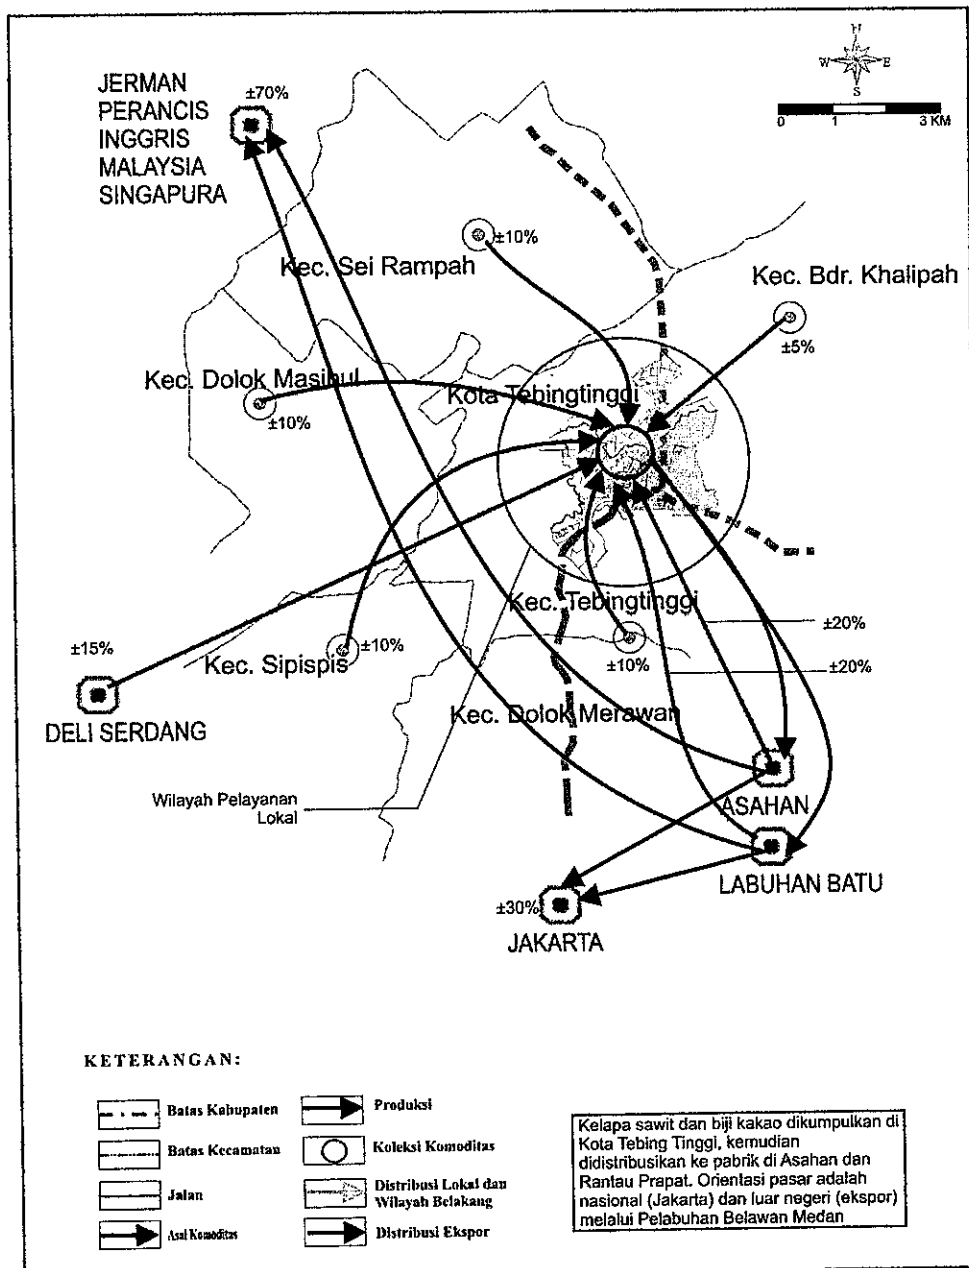 N
W E
S
0 1 3 KM
JERMAN
PERANCIS
INGGRIS
MALAYSIA
SINGAPURA
±70%
±10%
Kec. Sei Rampah
Kec. Bdr. Khalipah
±5%
Kec. Dolok Masihul
±10%
Kota Tebingtinggi
Kec. Tebingtinggi
±20%
±10%
±20%
±15%
Kec. Sipispis
±10%
DELI SERDANG
Kec. Dolok Merawan
Wilayah Pelayanan
Lokal
ASAHAN
LABUHAN BATU
±30%
JAKARTA
KETERANGAN:
Batas Kabupaten
Batas Kecamatan
Jalan
Asal Komoditas
Produksi
Koleksi Komoditas
Distribusi Lokal dan
Wilayah Belakang
Distribusi Ekspor
Kelapa sawit dan biji kakao dikumpulkan di
Kota Tebing Tinggi, kemudian
didistribusikan ke pabrik di Asahan dan
Rantau Prapat. Orientasi pasar adalah
nasional (Jakarta) dan luar negeri (ekspor)
melalui Pelabuhan Belawan Medan